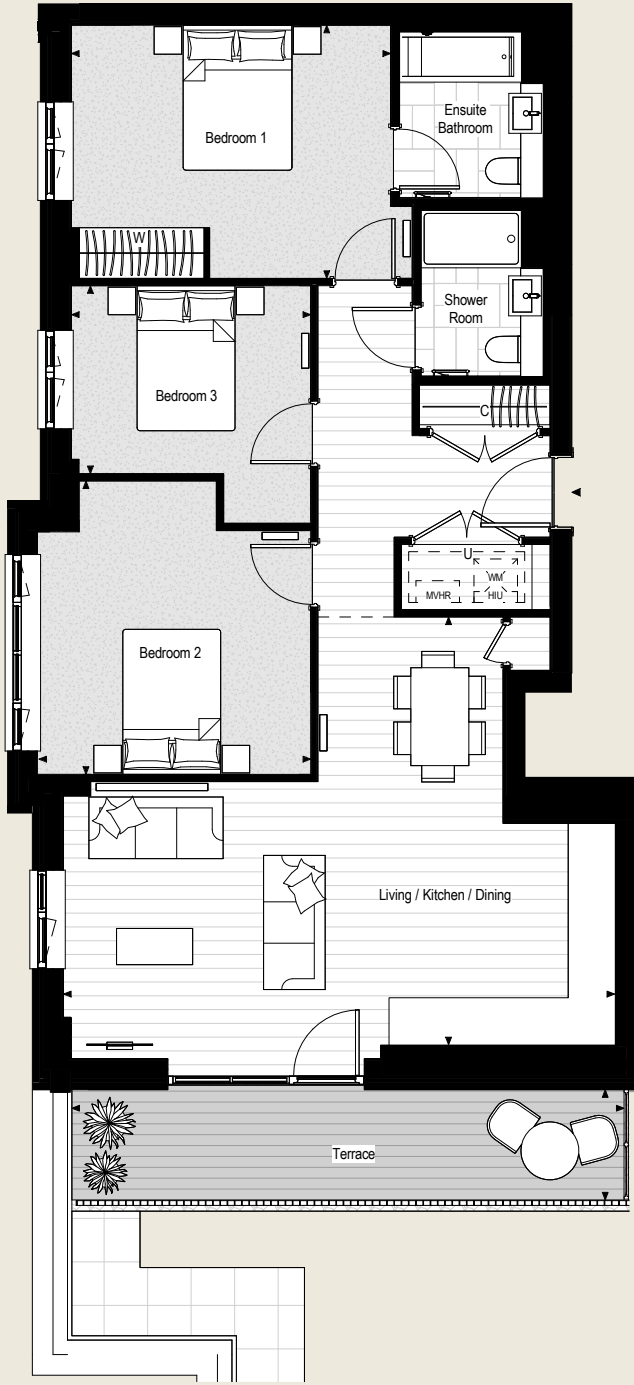 Bedroom 1
Ensuite
Bathroom
W
Shower
Room
Bedroom 3
C
U
WM
MVHR
HIU
Bedroom 2
Living / Kitchen / Dining
Terrace